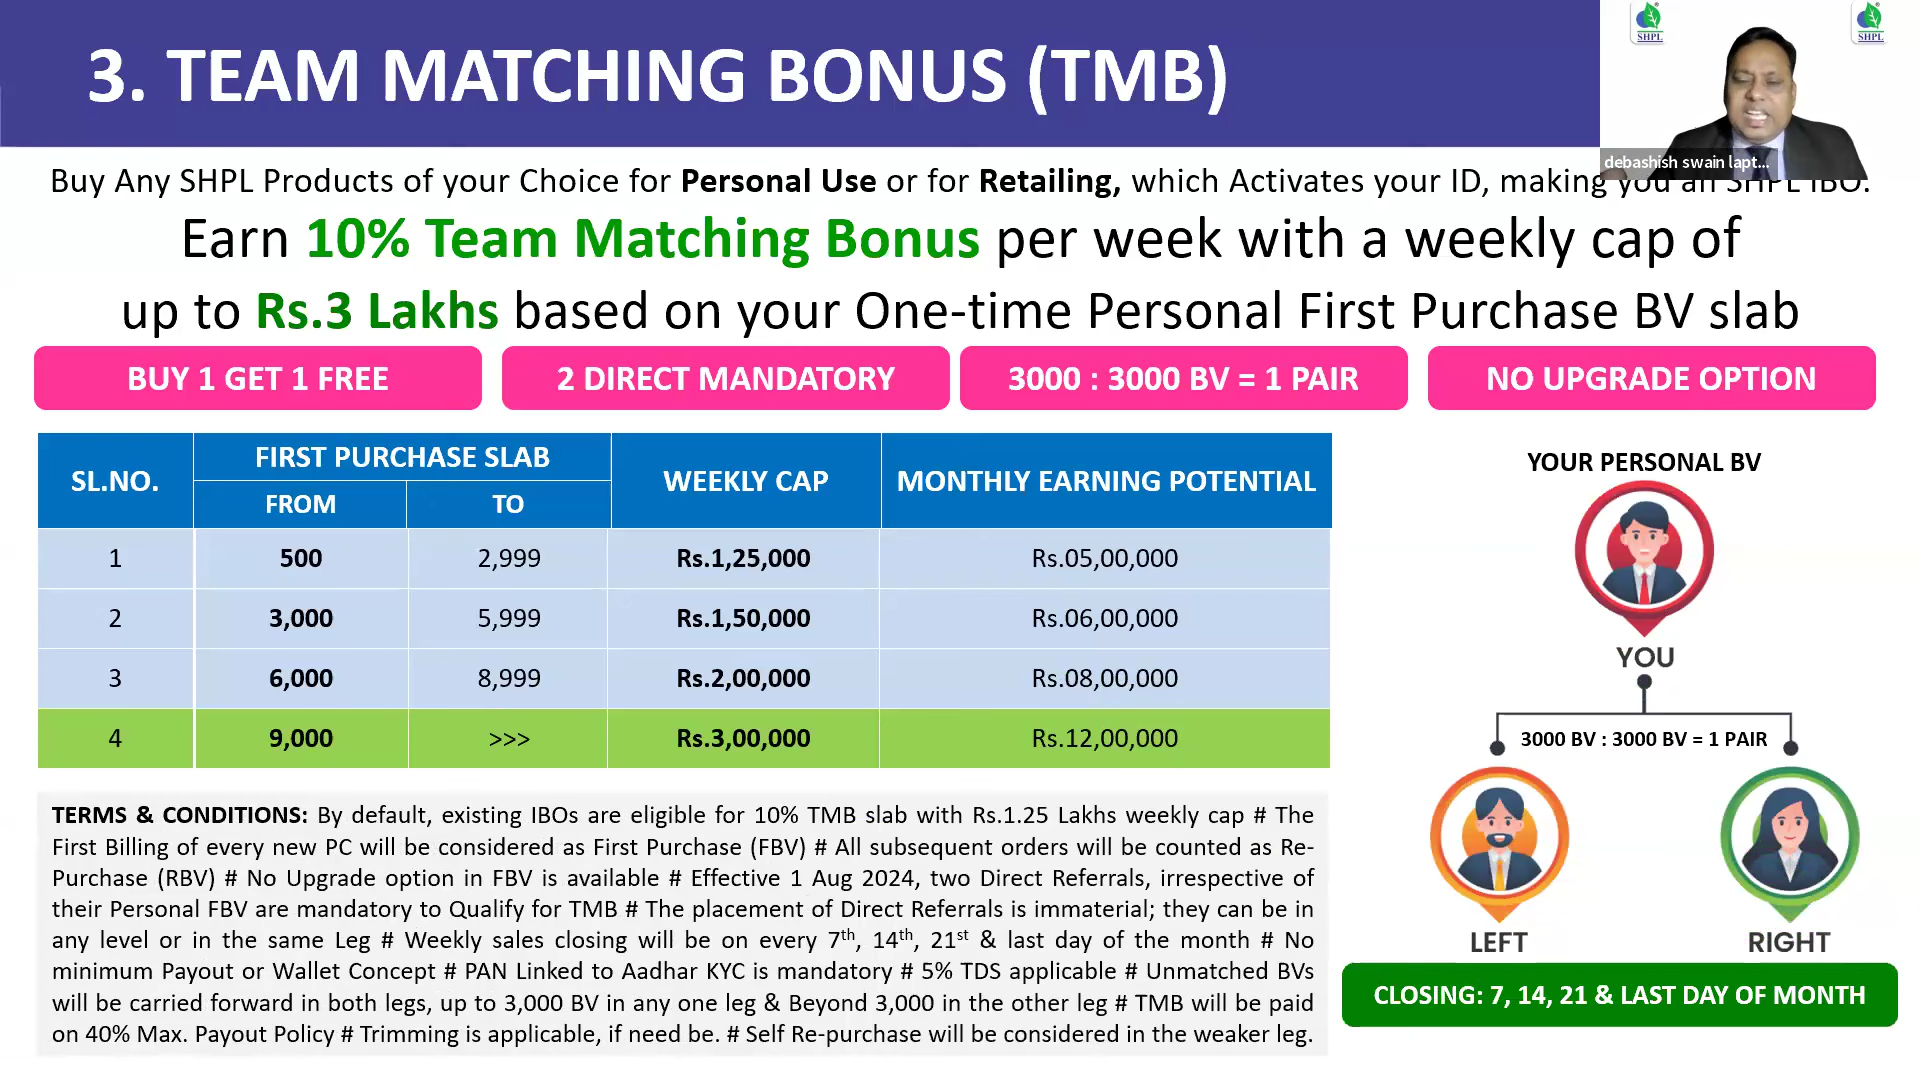 3. TEAM MATCHING BONUS (TMB)
SHPL
SHPL
debashish swain lapt...
Buy Any SHPL Products of your Choice for Personal Use or for Retailing, which Activates your ID, making you an SHPL IBO.
Earn 10% Team Matching Bonus per week with a weekly cap of
up to Rs.3 Lakhs based on your One-time Personal First Purchase BV slab
BUY 1 GET 1 FREE
2 DIRECT MANDATORY
3000 : 3000 BV = 1 PAIR
NO UPGRADE OPTION
SL.NO. FIRST PURCHASE SLAB WEEKLY CAP MONTHLY EARNING POTENTIAL
FROM TO
1 500 2,999 Rs.1,25,000 Rs.05,00,000
2 3,000 5,999 Rs.1,50,000 Rs.06,00,000
3 6,000 8,999 Rs.2,00,000 Rs.08,00,000
4 9,000 >>> Rs.3,00,000 Rs.12,00,000
YOUR PERSONAL BV
YOU
3000 BV : 3000 BV = 1 PAIR
LEFT RIGHT
CLOSING: 7, 14, 21 & LAST DAY OF MONTH
TERMS & CONDITIONS: By default, existing IBOs are eligible for 10% TMB slab with Rs.1.25 Lakhs weekly cap # The
First Billing of every new PC will be considered as First Purchase (FBV) # All subsequent orders will be counted as Re-
Purchase (RBV) # No Upgrade option in FBV is available # Effective 1 Aug 2024, two Direct Referrals, irrespective of
their Personal FBV are mandatory to Qualify for TMB # The placement of Direct Referrals is immaterial; they can be in
any level or in the same Leg # Weekly sales closing will be on every 7th, 14th, 21st & last day of the month # No
minimum Payout or Wallet Concept # PAN Linked to Aadhar KYC is mandatory # 5% TDS applicable # Unmatched BVs
will be carried forward in both legs, up to 3,000 BV in any one leg & Beyond 3,000 in the other leg # TMB will be paid
on 40% Max. Payout Policy # Trimming is applicable, if need be. # Self Re-purchase will be considered in the weaker leg.